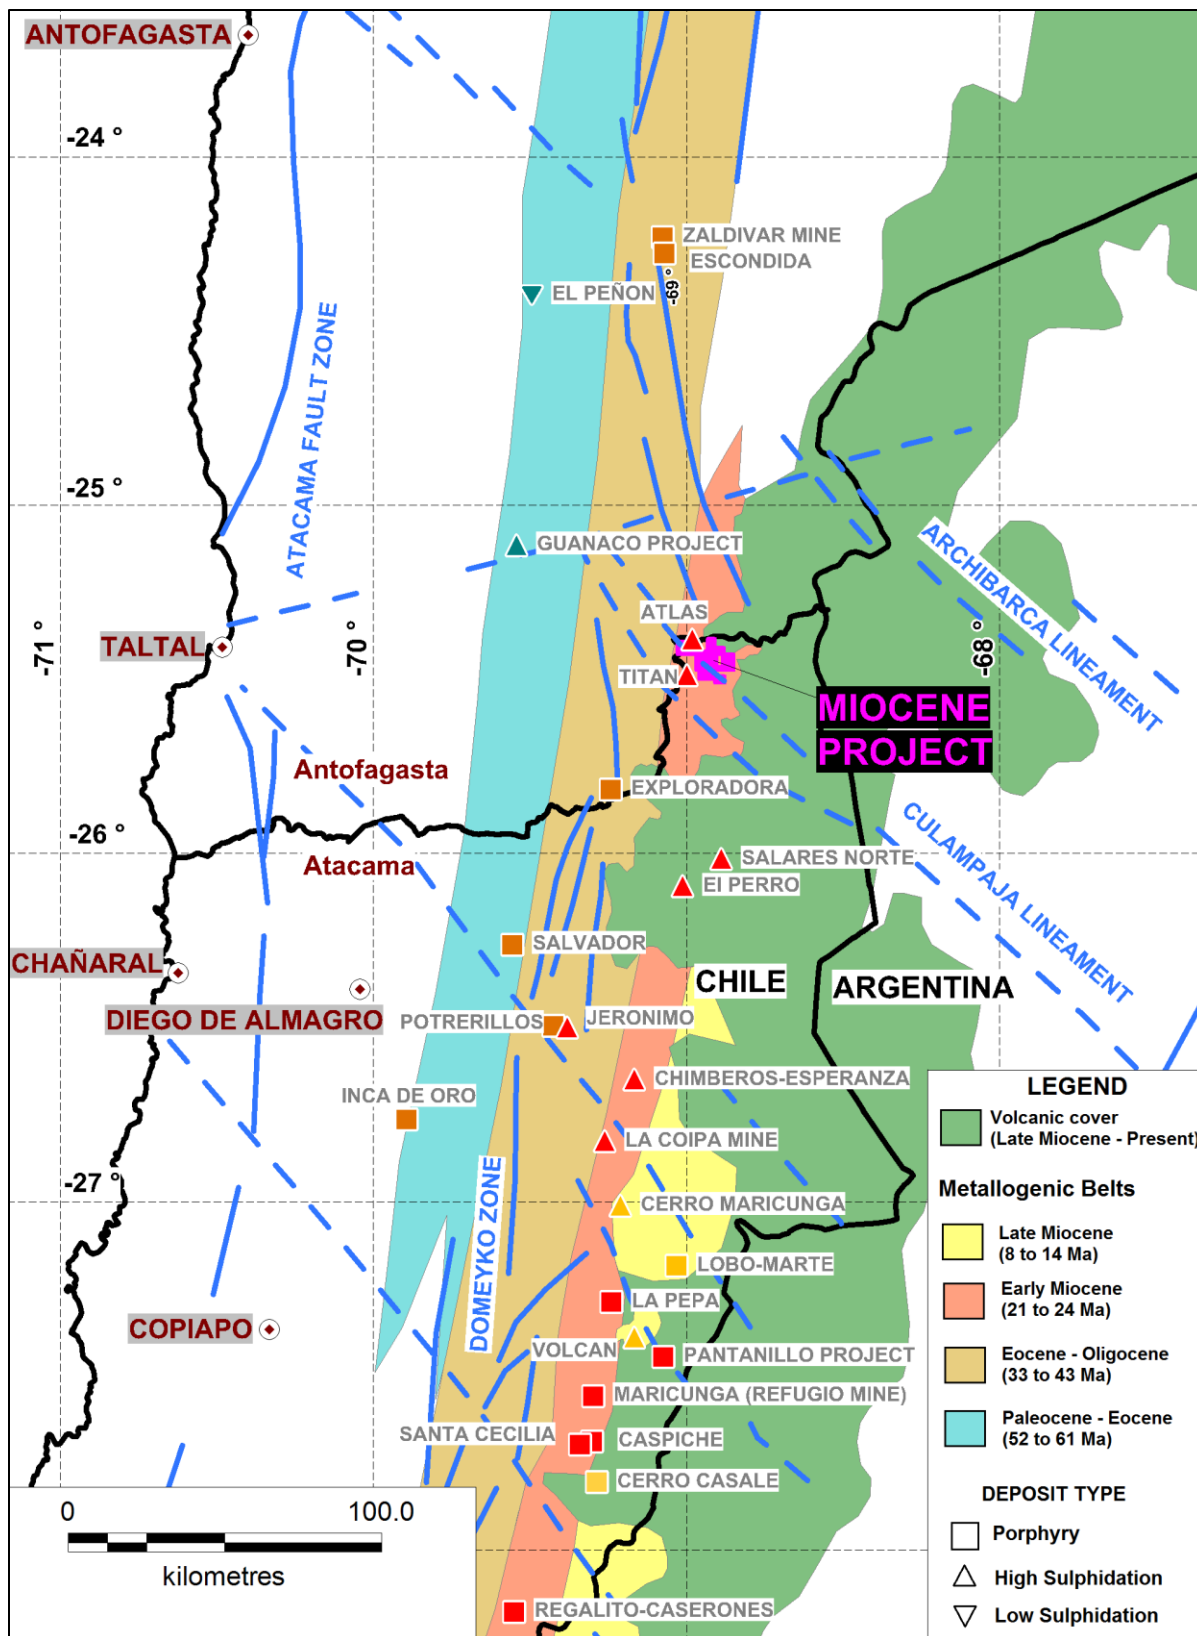 ANTOFAGASTA
-24 °
ZALDIVAR MINE
ESCONDIDA
-69 °
EL PEÑON
ATACAMA FAULT ZONE
-25 °
GUANACO PROJECT
ARCHIBARCA LINEAMENT
-71 °
-70 °
-68 °
ATLAS
TALTAL
TITAN
MIOCENE
PROJECT
Antofagasta
EXPLORADORA
-26 °
Atacama
SALARES NORTE
El PERRO
CULAMPAJA LINEAMENT
SALVADOR
CHAÑARAL
CHILE
ARGENTINA
DIEGO DE ALMAGRO
POTRERILLOS
JERONIMO
CHIMBEROS-ESPERANZA
INCA DE ORO
LA COIPA MINE
-27 °
DOMEYKO ZONE
CERRO MARICUNGA
LOBO-MARTE
LA PEPA
COPIAPO
VOLCAN
PANTANILLO PROJECT
MARICUNGA (REFUGIO MINE)
SANTA CECILIA
CASPICHE
CERRO CASALE
REGALITO-CASERONES
0
100.0
kilometres
LEGEND
Volcanic cover
(Late Miocene - Present)
Metallogenic Belts
Late Miocene
(8 to 14 Ma)
Early Miocene
(21 to 24 Ma)
Eocene - Oligocene
(33 to 43 Ma)
Paleocene - Eocene
(52 to 61 Ma)
DEPOSIT TYPE
Porphyry
High Sulphidation
Low Sulphidation